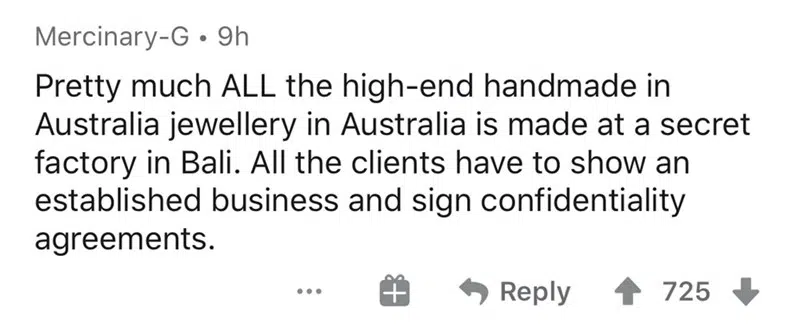 Mercinary-G • 9h
Pretty much ALL the high-end handmade in
Australia jewellery in Australia is made at a secret
factory in Bali. All the clients have to show an
established business and sign confidentiality
agreements.
... Reply 725